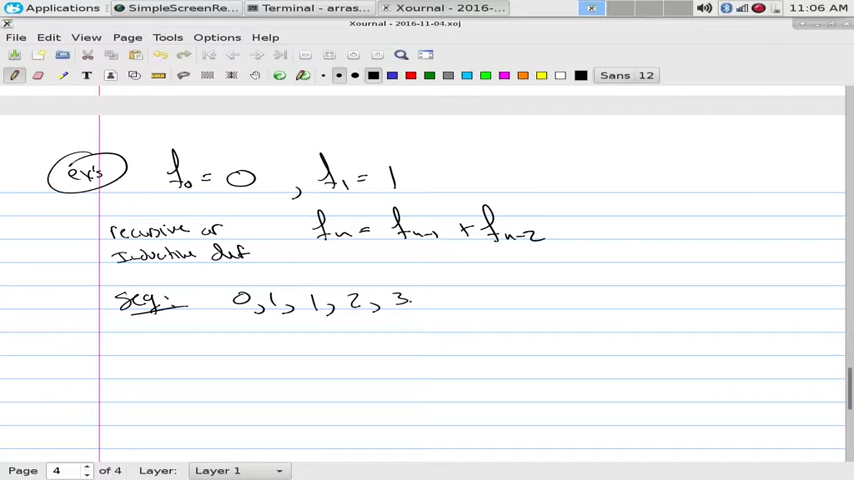 Applications SimpleScreenRe... Terminal - arras... Xournal - 2016-... 11:06 AM
Xournal - 2016-11-04.xoj
File Edit View Journal Tools Options Help
Sans 12
ex's f₀ = 0 , f₁ = 1
recursive or fₙ = fₙ₋₁ + fₙ₋₂
Inductive def
seq: 0, 1, 1, 2, 3.
Page 4 of 4 Layer: Layer 1